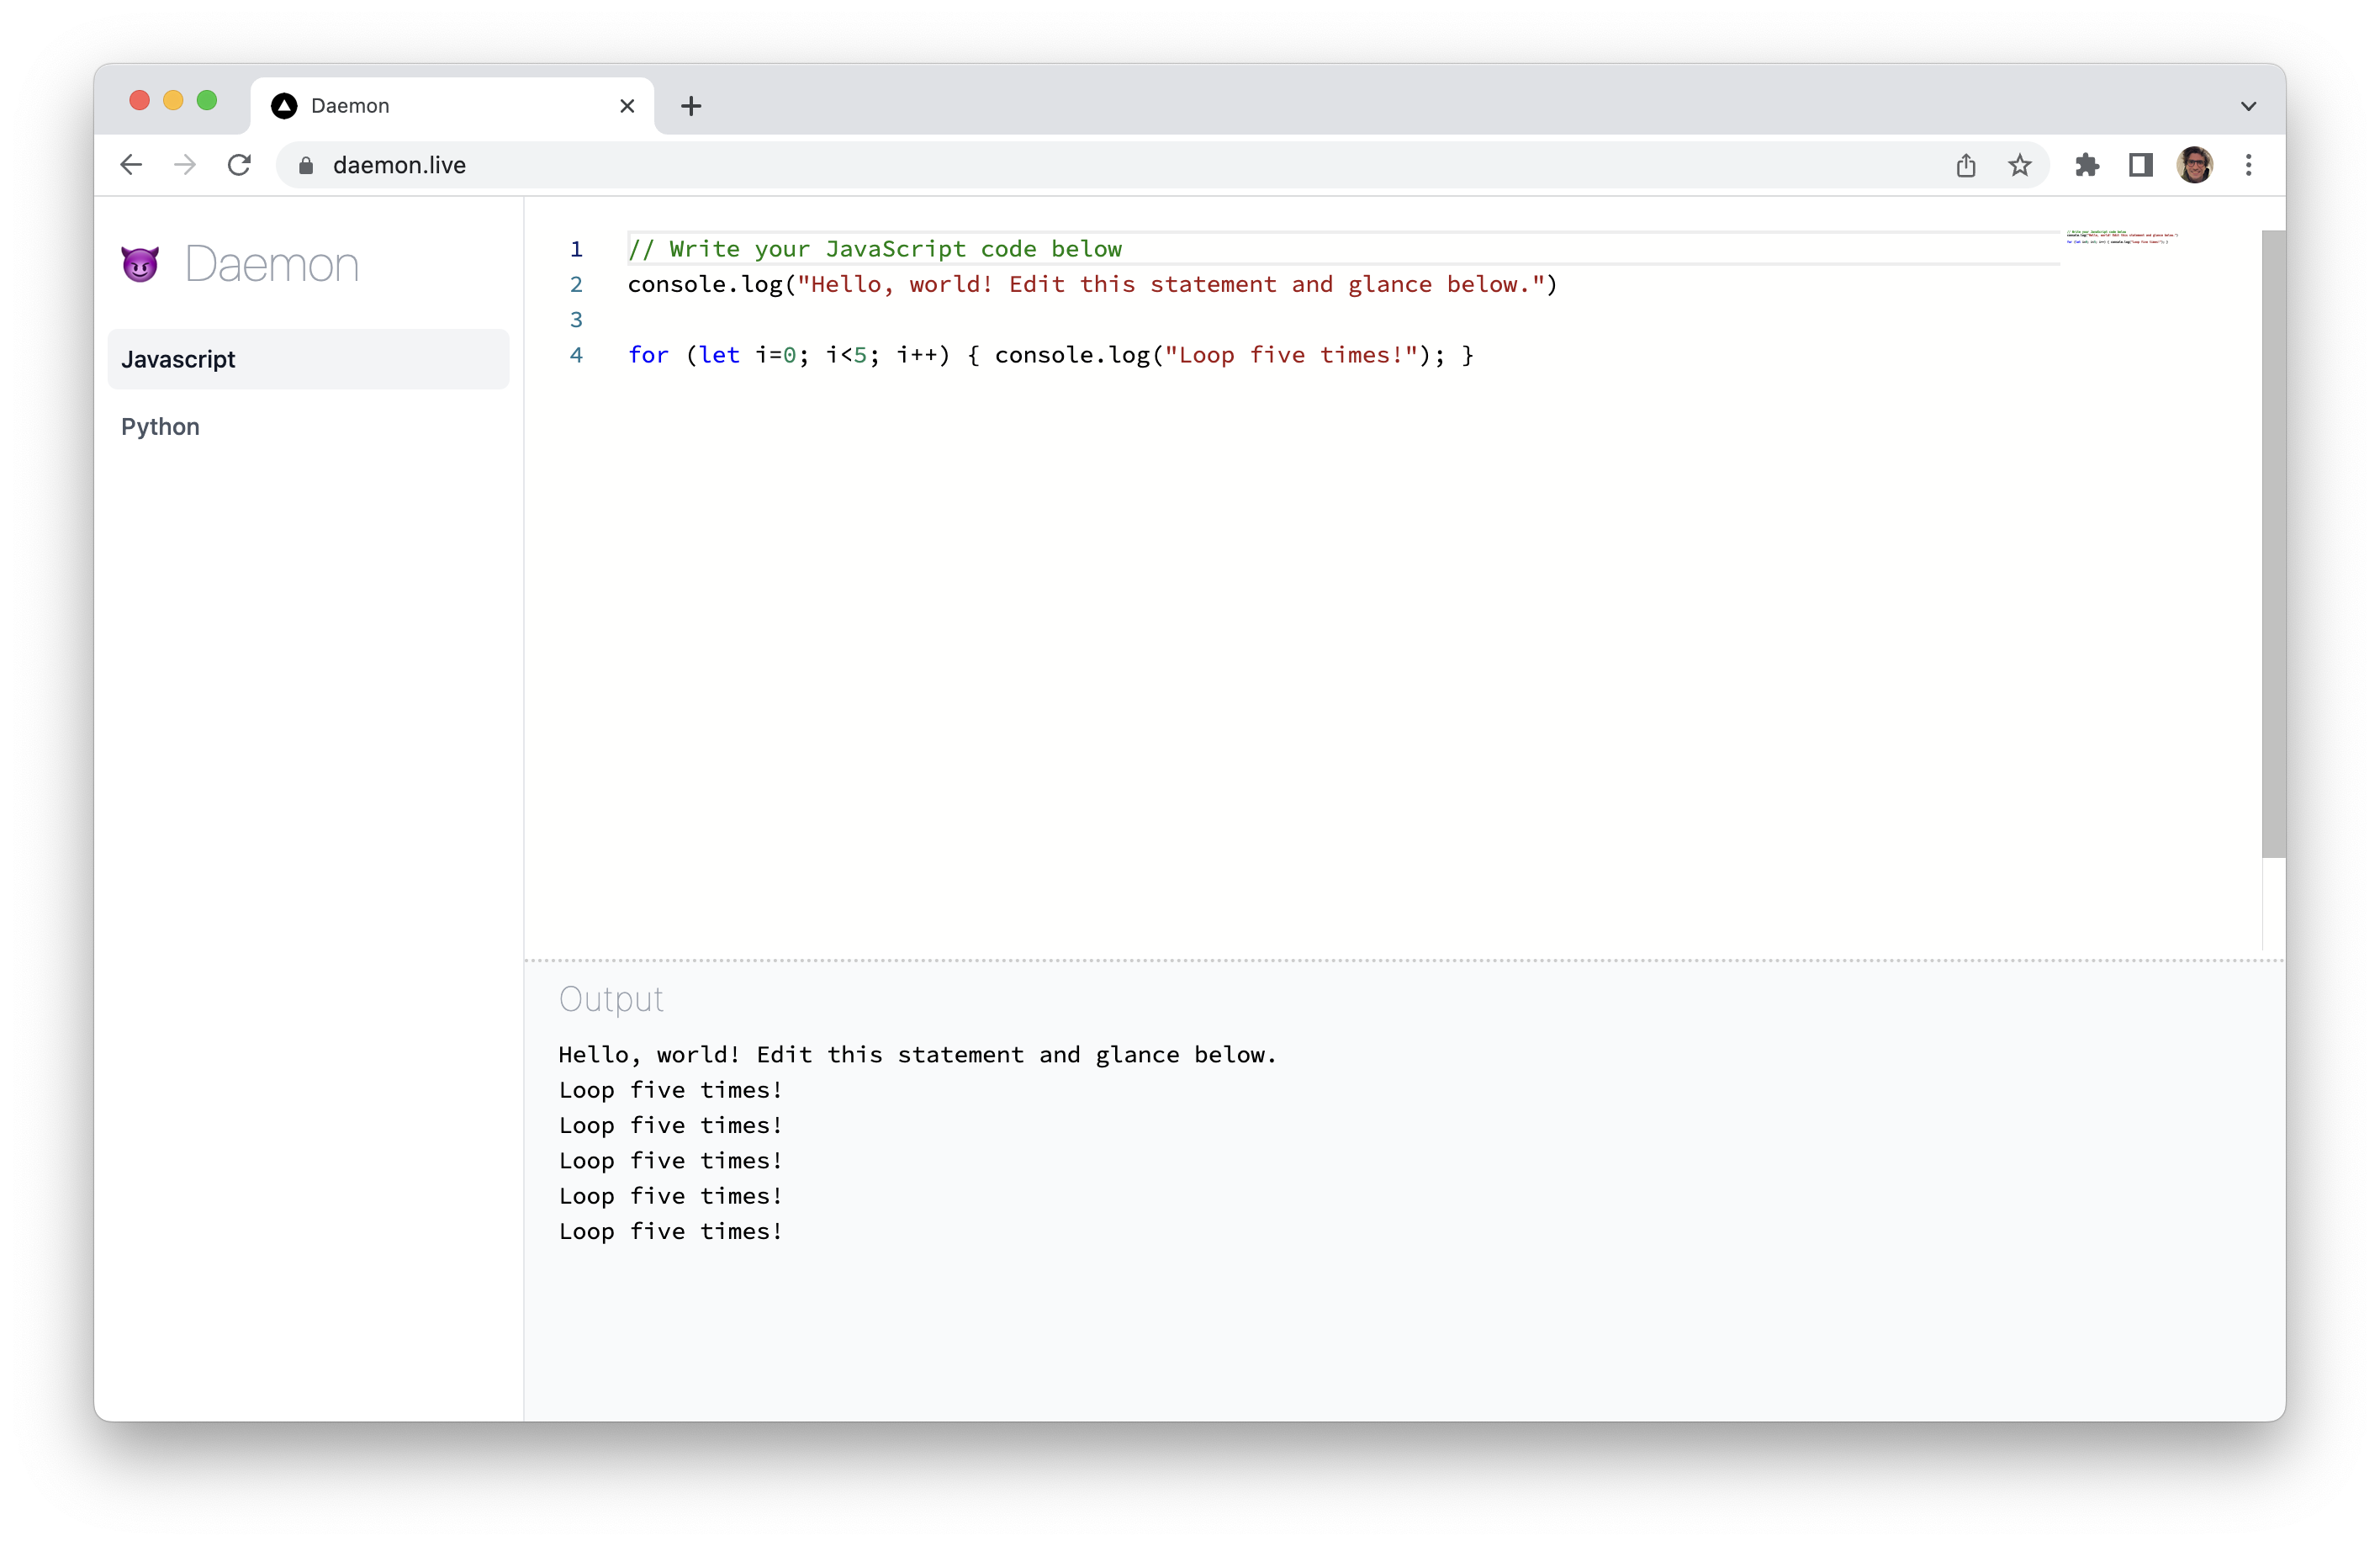 Daemon
daemon.live
Daemon
Javascript
Python
1 // Write your JavaScript code below
2 console.log("Hello, world! Edit this statement and glance below.")
3
4 for (let i=0; i<5; i++) { console.log("Loop five times!"); }
Output
Hello, world! Edit this statement and glance below.
Loop five times!
Loop five times!
Loop five times!
Loop five times!
Loop five times!